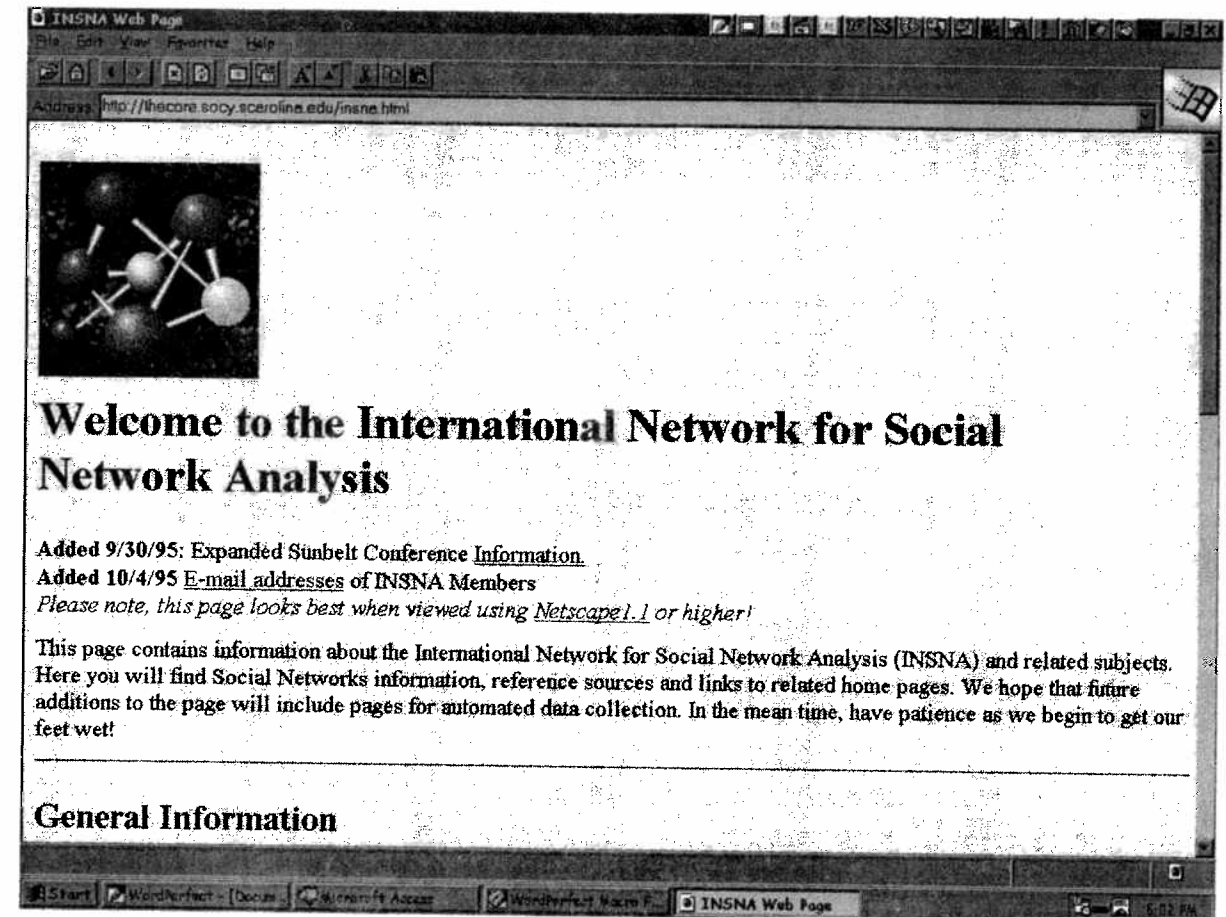 INSNA Web Page
File Edit View Favorites Help
Address: http://thecore.socy.scarolina.edu/insna.html
Welcome to the International Network for Social
Network Analysis
Added 9/30/95: Expanded Sunbelt Conference Information.
Added 10/4/95 E-mail addresses of INSNA Members
Please note, this page looks best when viewed using Netscape1.1 or higher!
This page contains information about the International Network for Social Network Analysis (INSNA) and related subjects.
Here you will find Social Networks information, reference sources and links to related home pages. We hope that future
additions to the page will include pages for automated data collection. In the mean time, have patience as we begin to get our
feet wet!
General Information
Start WordPerfect - [Docum... Microsoft Access WordPerfect Macro F... INSNA Web Page